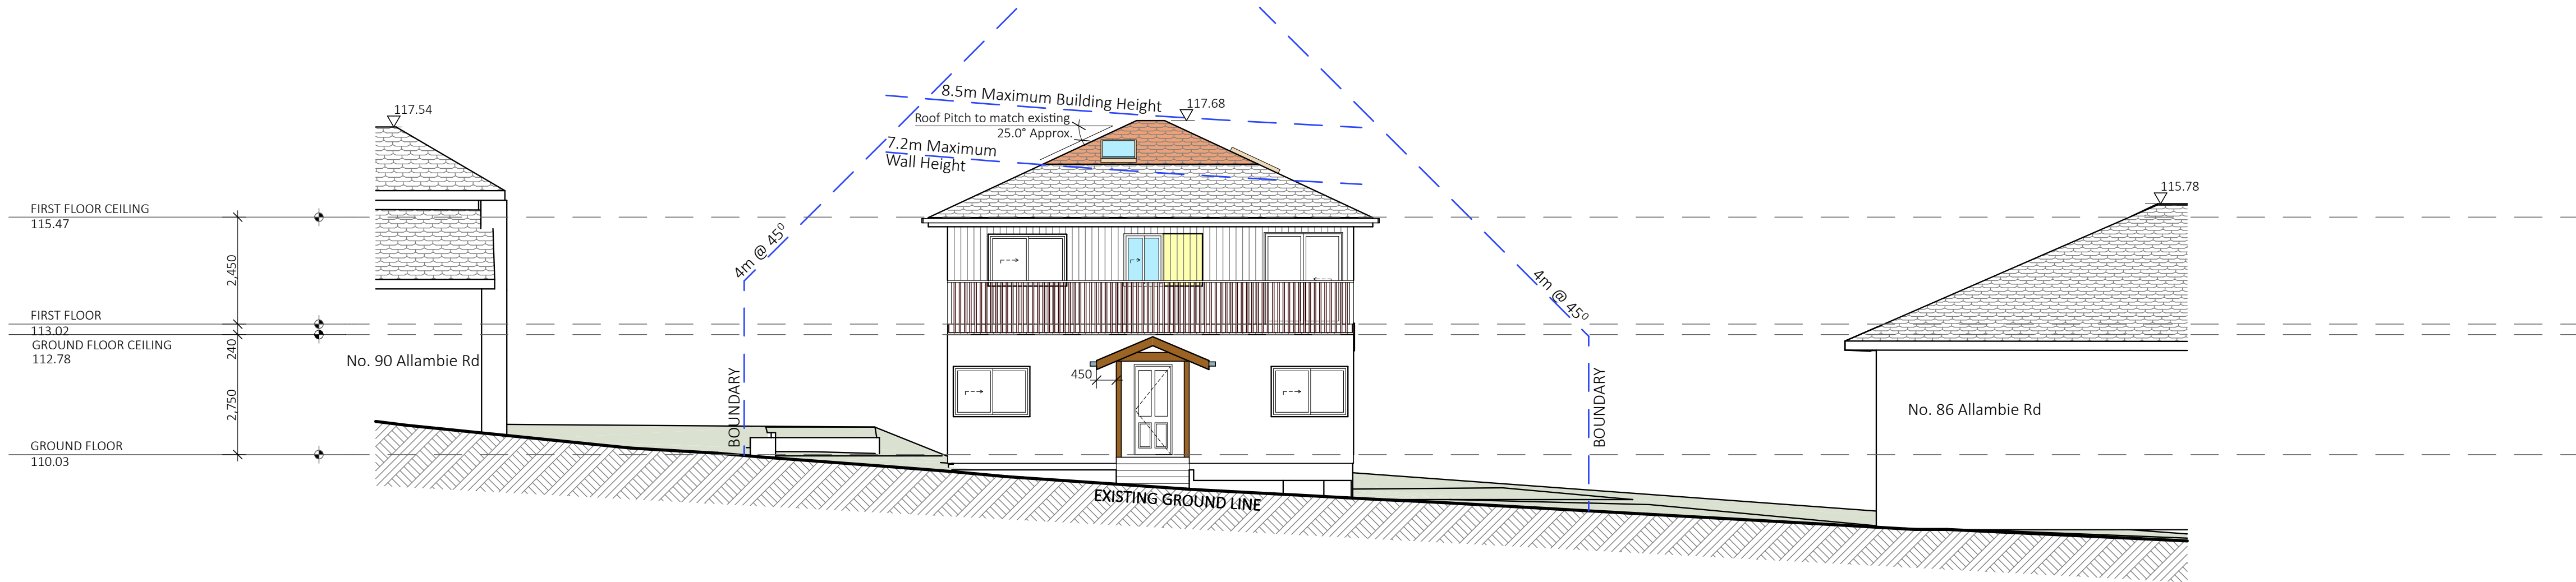 117.54
8.5m Maximum Building Height
117.68
Roof Pitch to match existing
25.0° Approx.
7.2m Maximum
Wall Height
115.78
FIRST FLOOR CEILING
115.47
4m @ 45⁰
4m @ 45⁰
2,450
FIRST FLOOR
113.02
240
GROUND FLOOR CEILING
112.78
No. 90 Allambie Rd
450
BOUNDARY
BOUNDARY
2,750
No. 86 Allambie Rd
GROUND FLOOR
110.03
EXISTING GROUND LINE